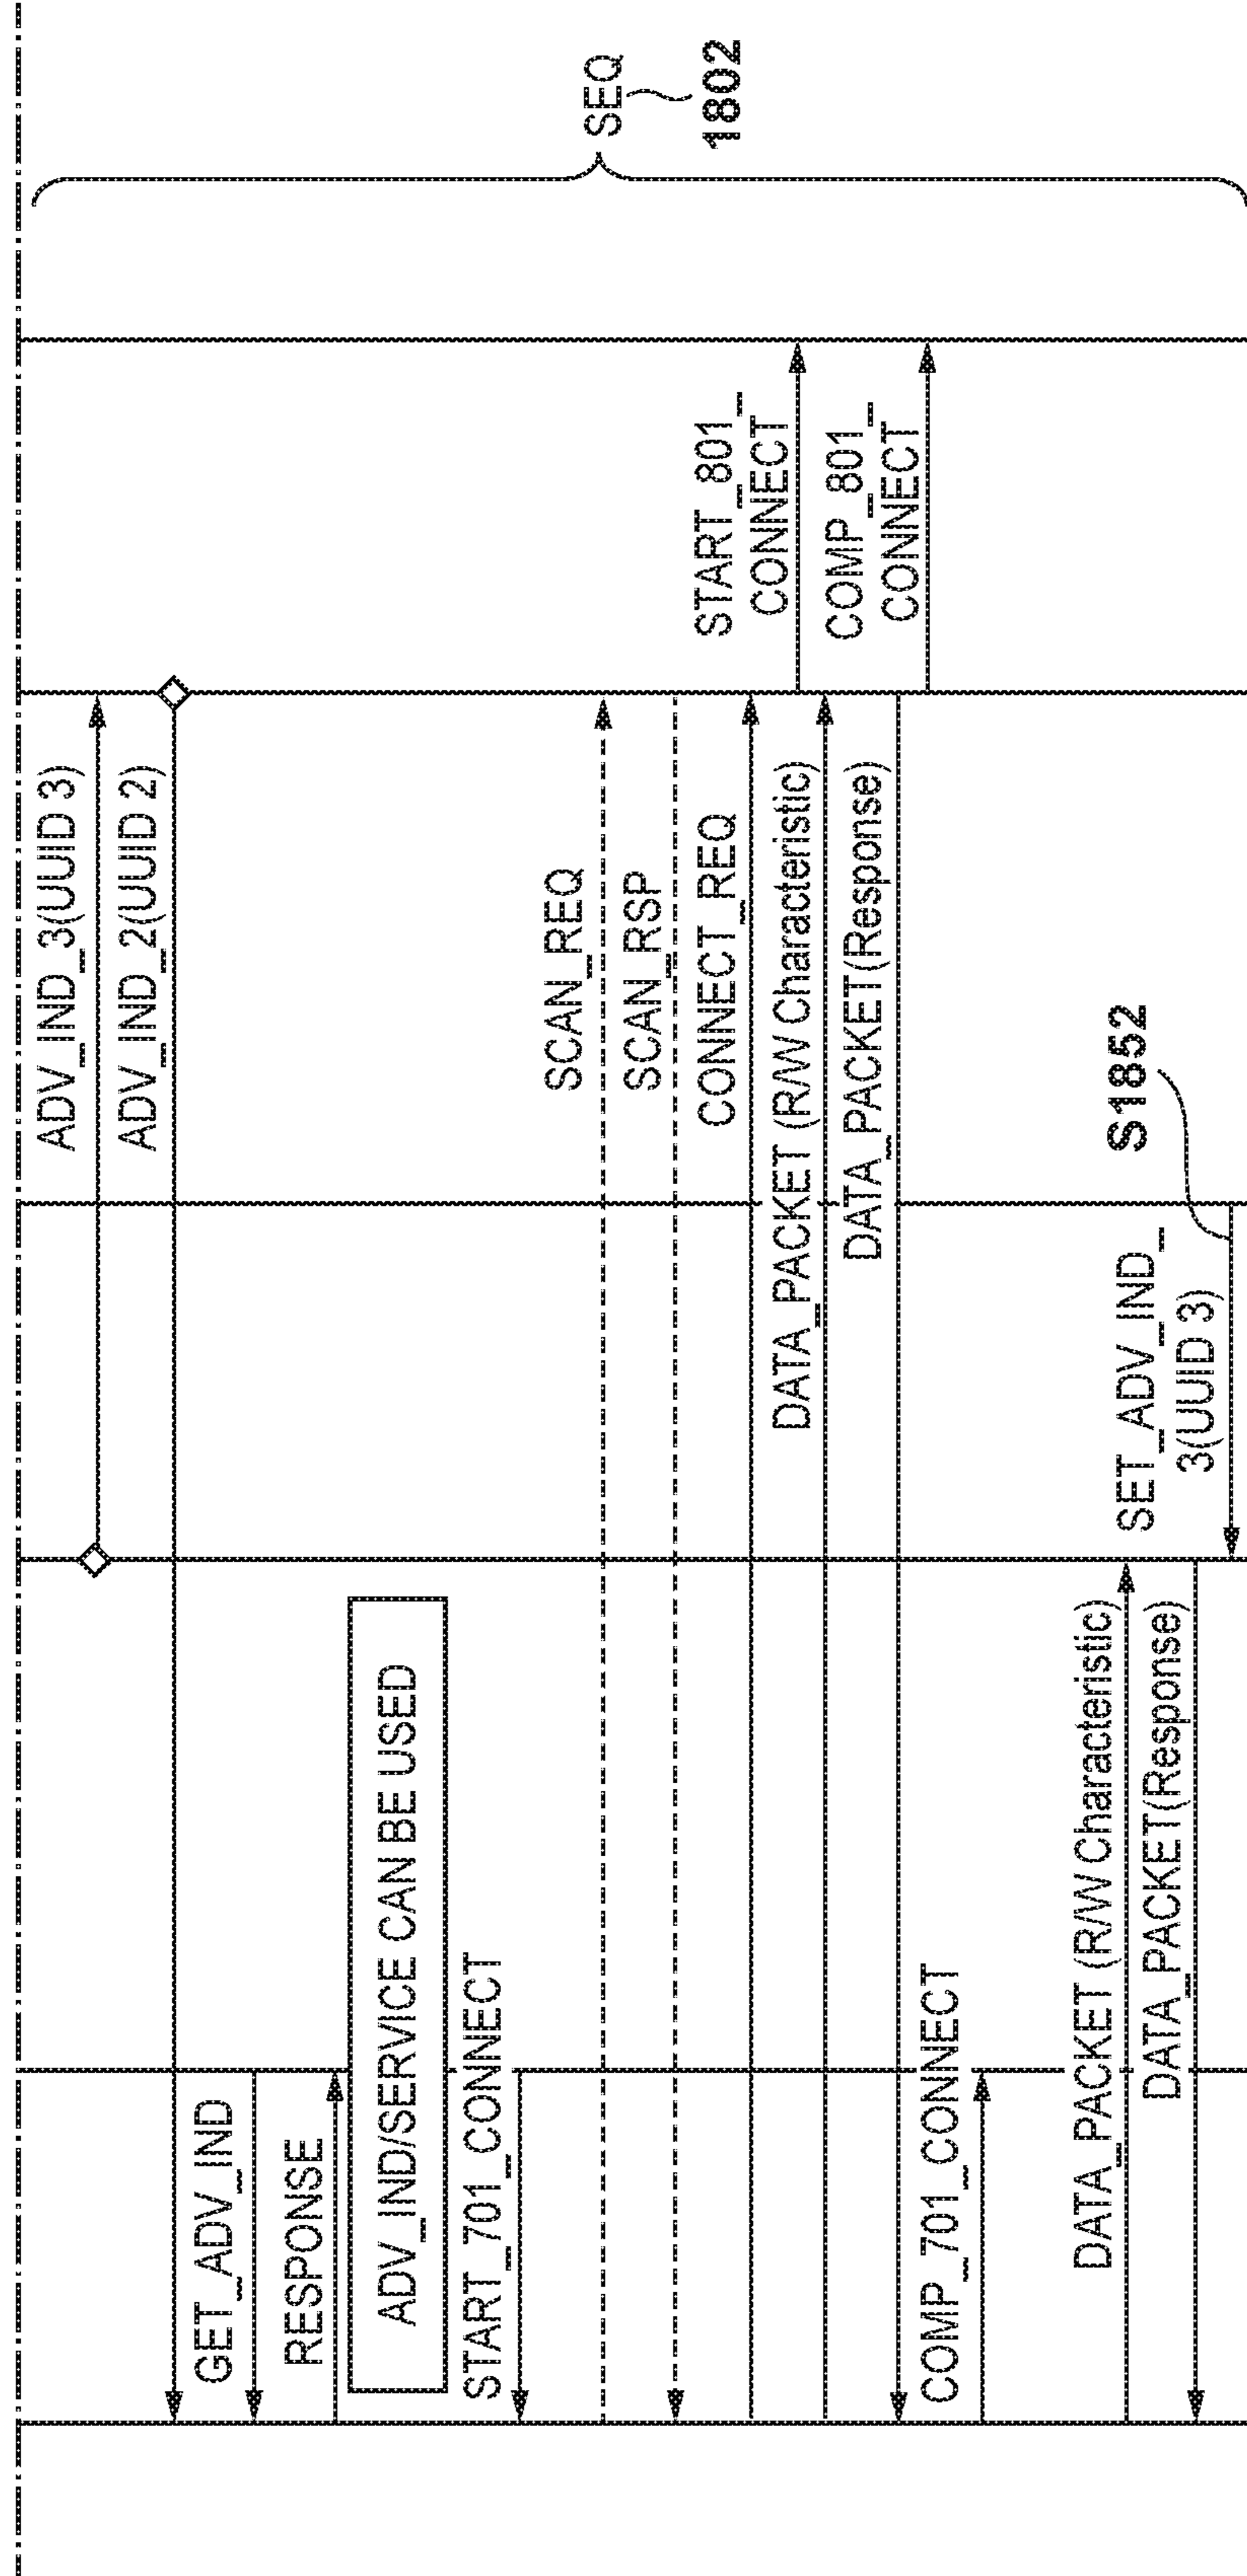 ADV_IND_3(UUID 3)
ADV_IND_2(UUID 2)
GET_ADV_IND
RESPONSE
ADV_IND/SERVICE CAN BE USED
START_701_CONNECT
SCAN_REQ
SCAN_RSP
CONNECT_REQ
START_801_
CONNECT
DATA_PACKET (R/W Characteristic)
DATA_PACKET(Response)
COMP_801_
CONNECT
COMP_701_CONNECT
DATA_PACKET (R/W Characteristic)
DATA_PACKET(Response)
SET_ADV_IND_
3(UUID 3)
S1852
SEQ
1802